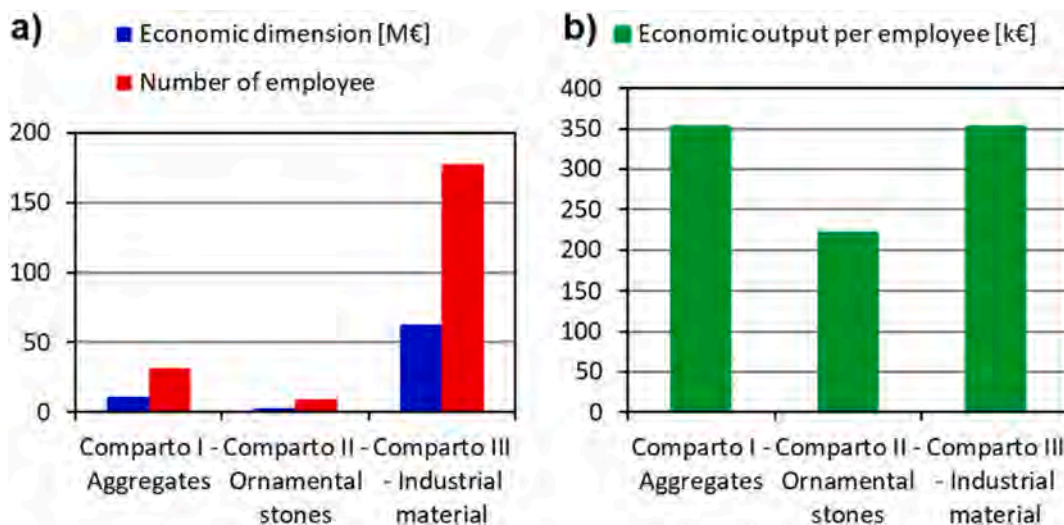 a)
Economic dimension [M€]
Number of employee
200
150
100
50
0
Comparto I - Comparto II - Comparto III
Aggregates Ornamental - Industrial
stones material
b)
Economic output per employee [k€]
400
350
300
250
200
150
100
50
0
Comparto I - Comparto II - Comparto III
Aggregates Ornamental - Industrial
stones material